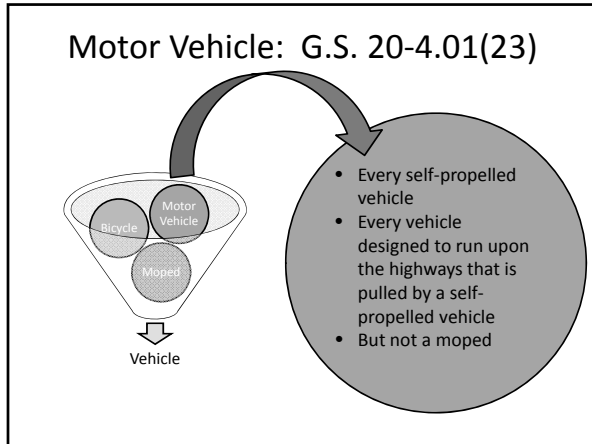 Motor Vehicle:  G.S. 20-4.01(23)
Bicycle
Motor
Vehicle
Moped
Vehicle
• Every self-propelled
vehicle
• Every vehicle
designed to run upon
the highways that is
pulled by a self-
propelled vehicle
• But not a moped